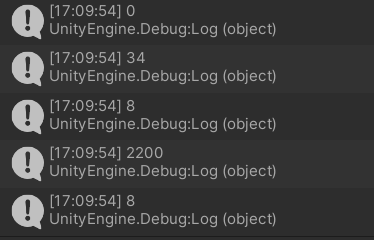 [17:09:54] 0
UnityEngine.Debug:Log (object)
[17:09:54] 34
UnityEngine.Debug:Log (object)
[17:09:54] 8
UnityEngine.Debug:Log (object)
[17:09:54] 2200
UnityEngine.Debug:Log (object)
[17:09:54] 8
UnityEngine.Debug:Log (object)